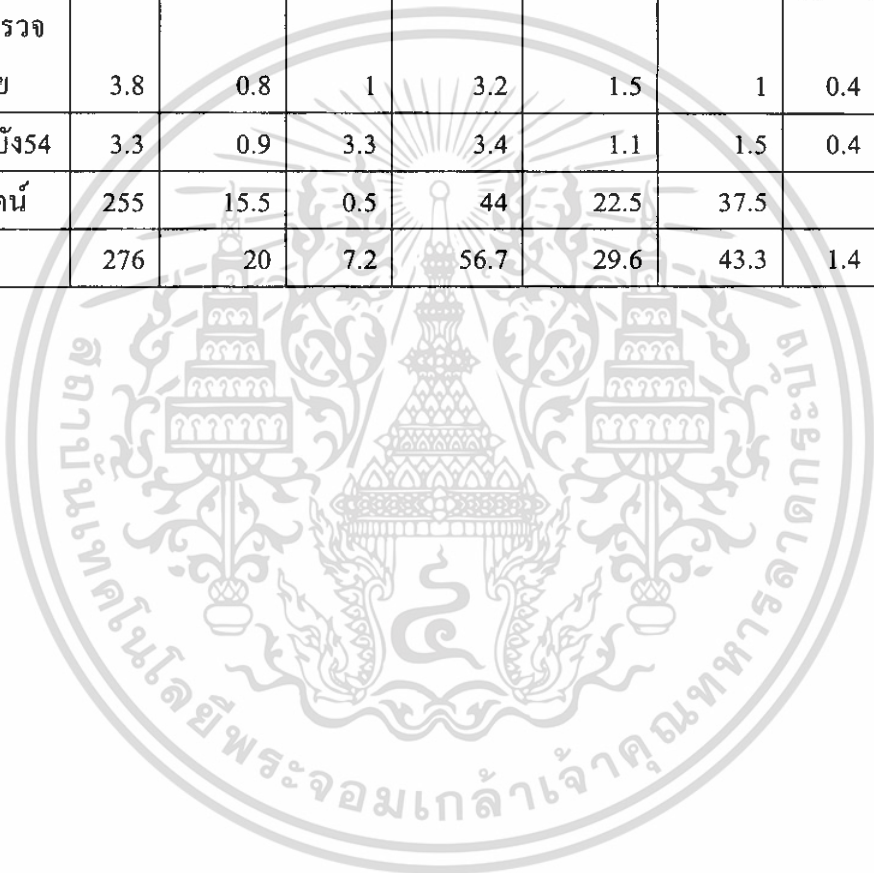 รวจ
ย 3.8 0.8 1 3.2 1.5 1 0.4
บัง54 3.3 0.9 3.3 3.4 1.1 1.5 0.4
ทน์ 255 15.5 0.5 44 22.5 37.5
276 20 7.2 56.7 29.6 43.3 1.4
สถาบันเทคโนโลยีพระจอมเกล้าเจ้าคุณทหารลาดกระบัง